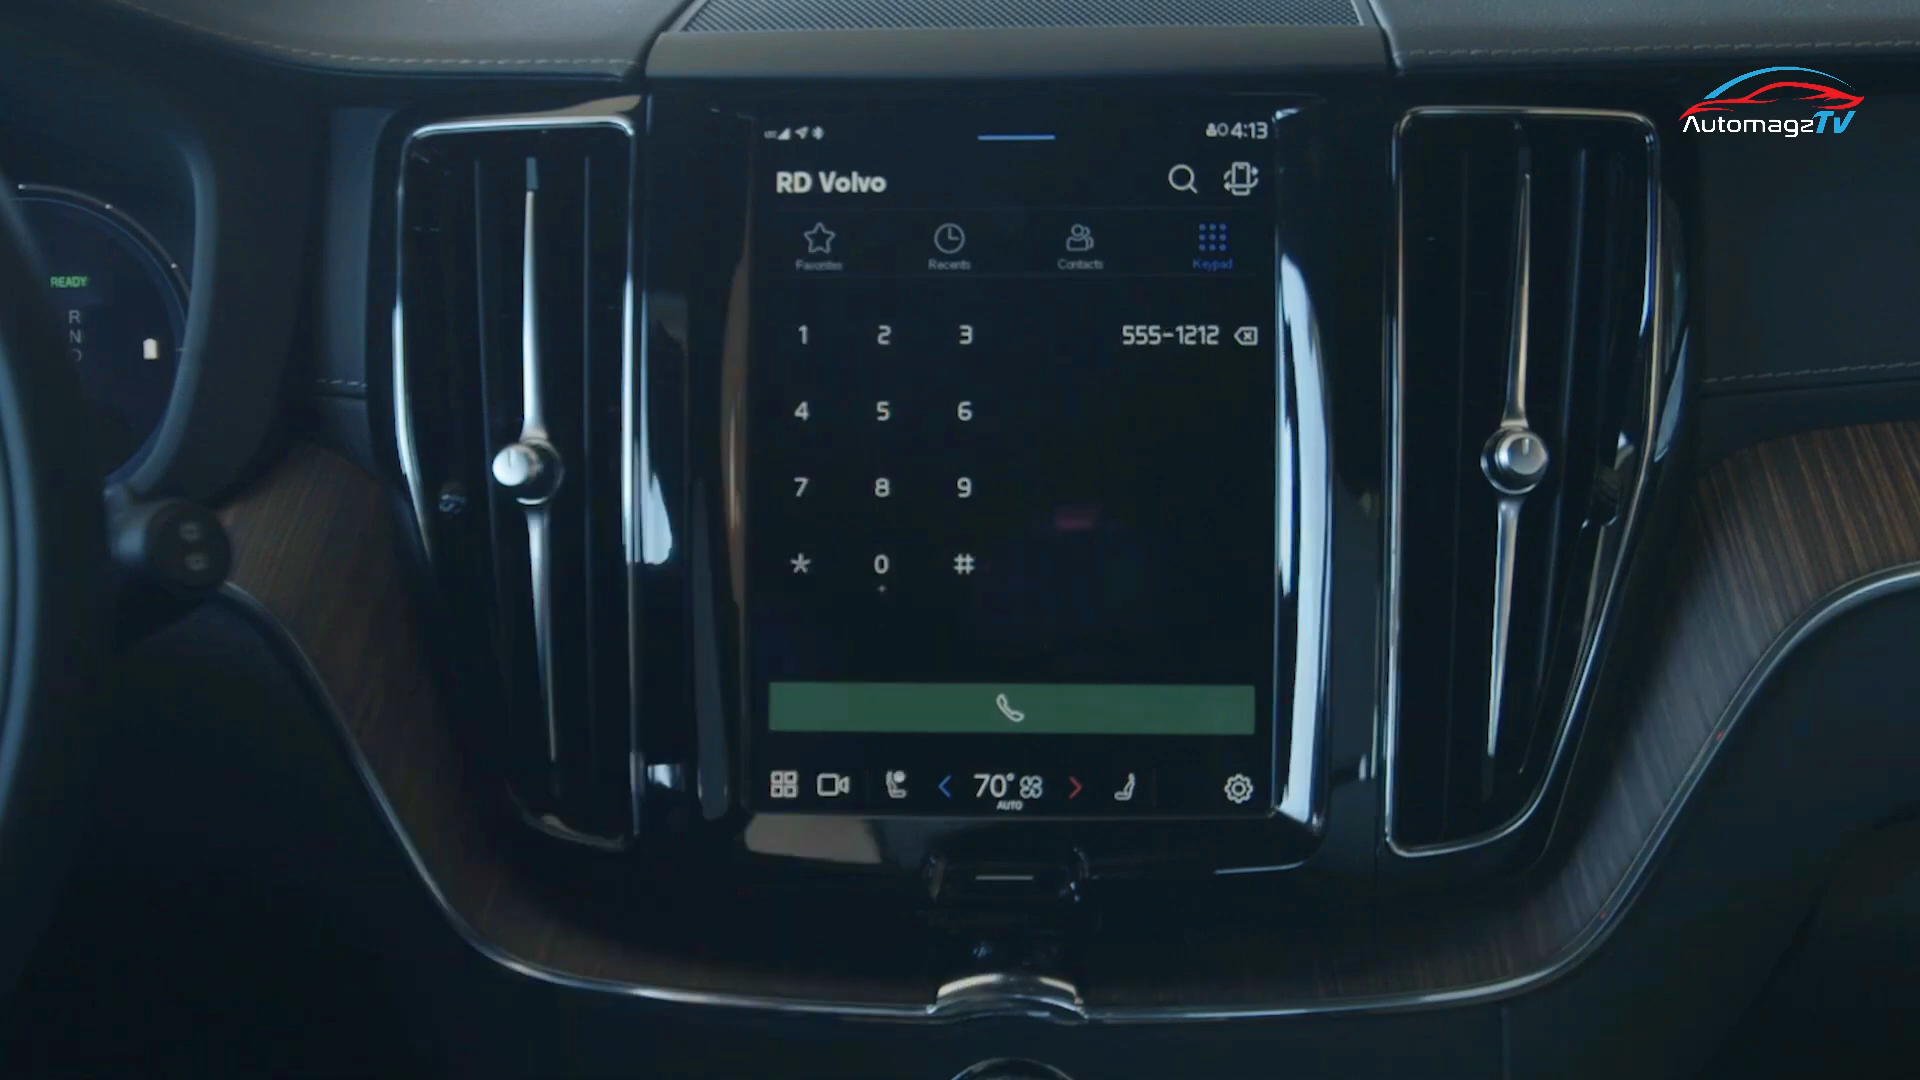 AutomagzTV
4:13
RD Volvo
Favorites Recents Contacts Keypad
READY
R
N
D
1 2 3 555-1212
4 5 6
7 8 9
* 0 #
+
70°
AUTO